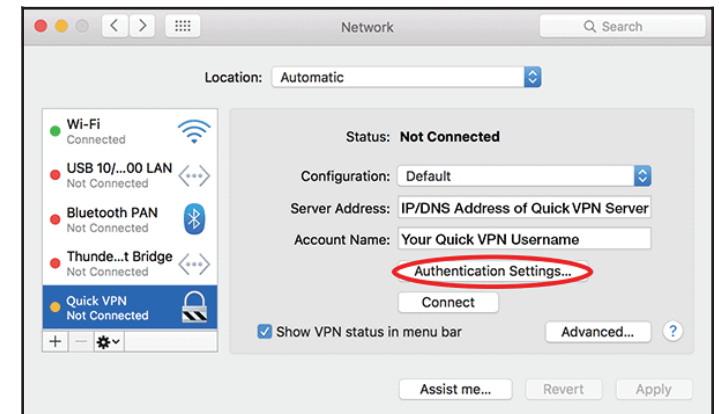 Network
Search
Location: Automatic
Wi-Fi
Connected
USB 10/...00 LAN
Not Connected
Bluetooth PAN
Not Connected
Thunde...t Bridge
Not Connected
Quick VPN
Not Connected
+ −
Status: Not Connected
Configuration: Default
Server Address: IP/DNS Address of Quick VPN Server
Account Name: Your Quick VPN Username
Authentication Settings...
Connect
Show VPN status in menu bar
Advanced... ?
Assist me... Revert Apply